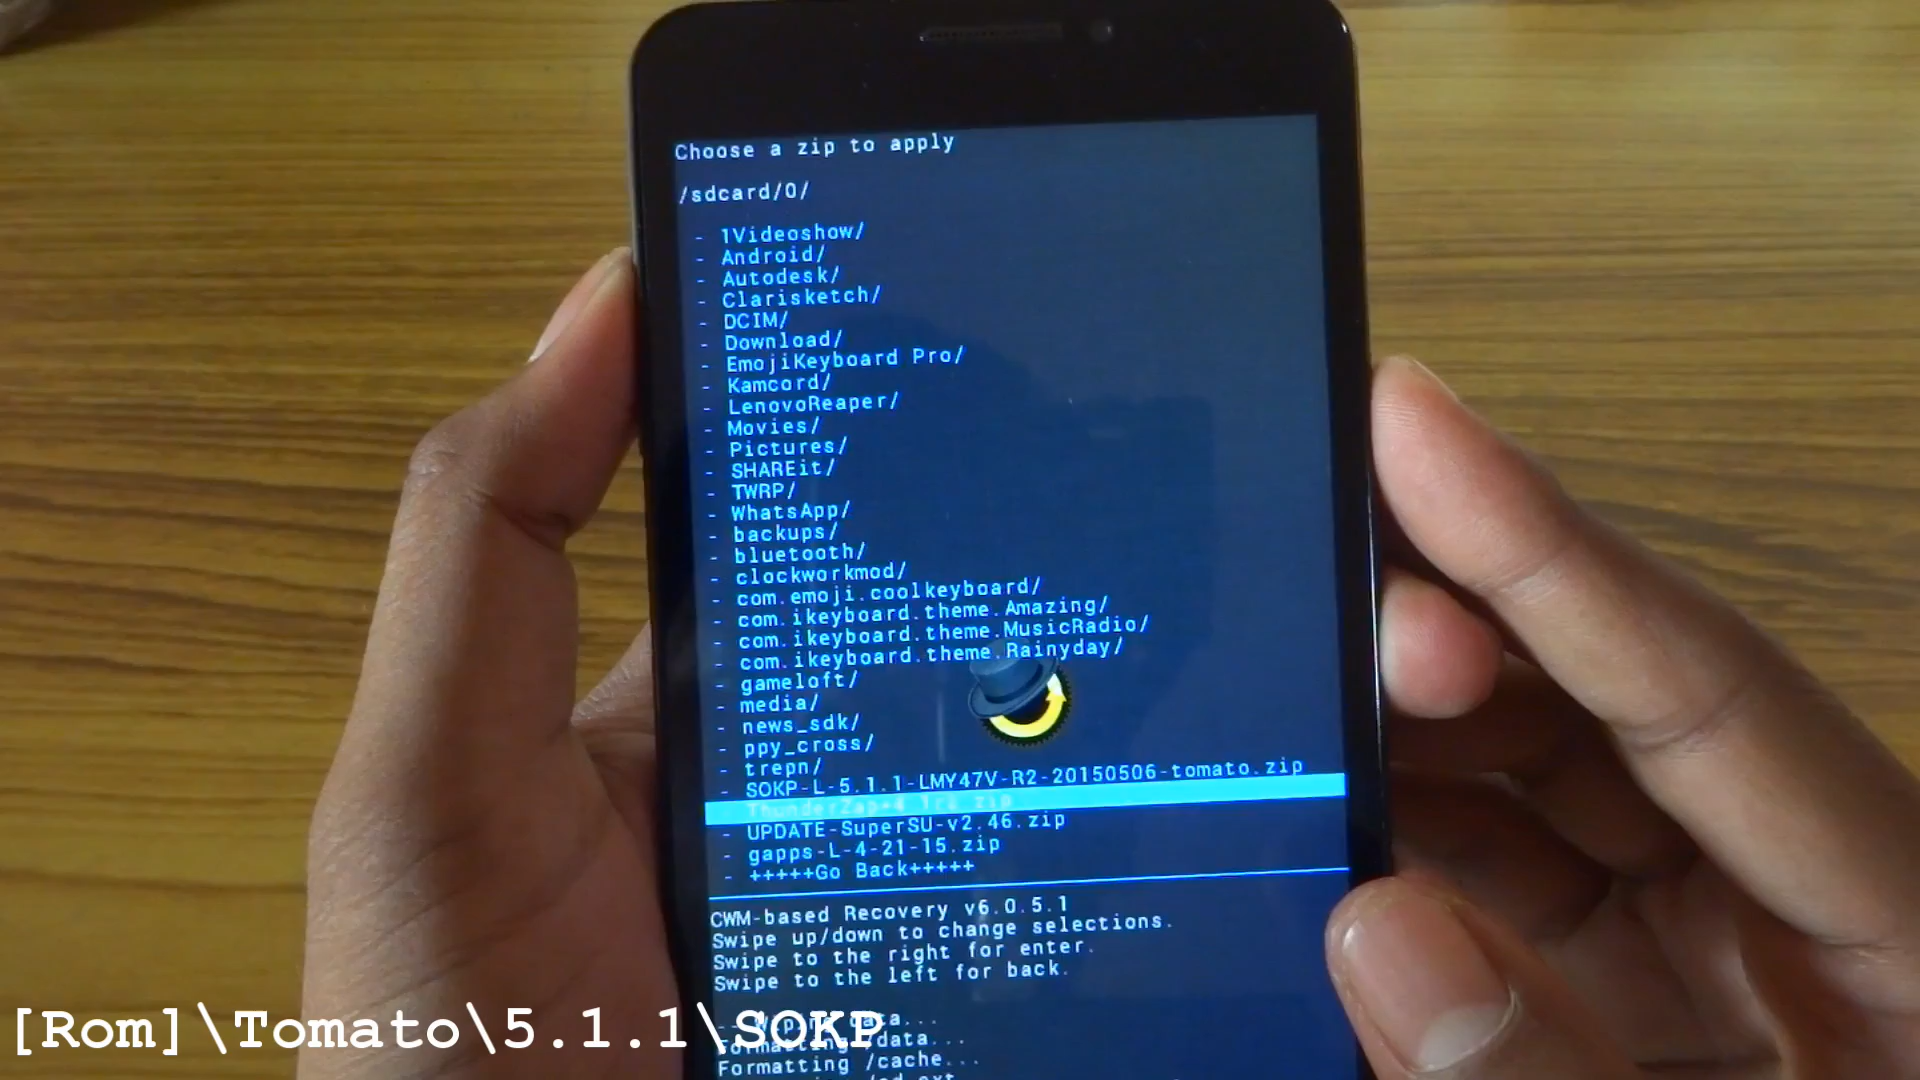 Choose a zip to apply
/sdcard/0/
- 1Videoshow/
- Android/
- Autodesk/
- Clarisketch/
- DCIM/
- Download/
- EmojiKeyboard Pro/
- Kamcord/
- LenovoReaper/
- Movies/
- Pictures/
- SHAREit/
- TWRP/
- WhatsApp/
- backups/
- bluetooth/
- clockworkmod/
- com.emoji.coolkeyboard/
- com.ikeyboard.theme.Amazing/
- com.ikeyboard.theme.MusicRadio/
- com.ikeyboard.theme.Rainyday/
- gameloft/
- media/
- news_sdk/
- ppy_cross/
- trepn/
- SOKP-L-5.1.1-LMY47V-R2-20150506-tomato.zip
- UPDATE-SuperSU-v2.46.zip
- gapps-L-4-21-15.zip
- +++++Go Back+++++
CWM-based Recovery v6.0.5.1
Swipe up/down to change selections.
Swipe to the right for enter.
Swipe to the left for back.
-- Wiping data...
Formatting /data...
Formatting /cache...
[Rom]\Tomato\5.1.1\SOKP